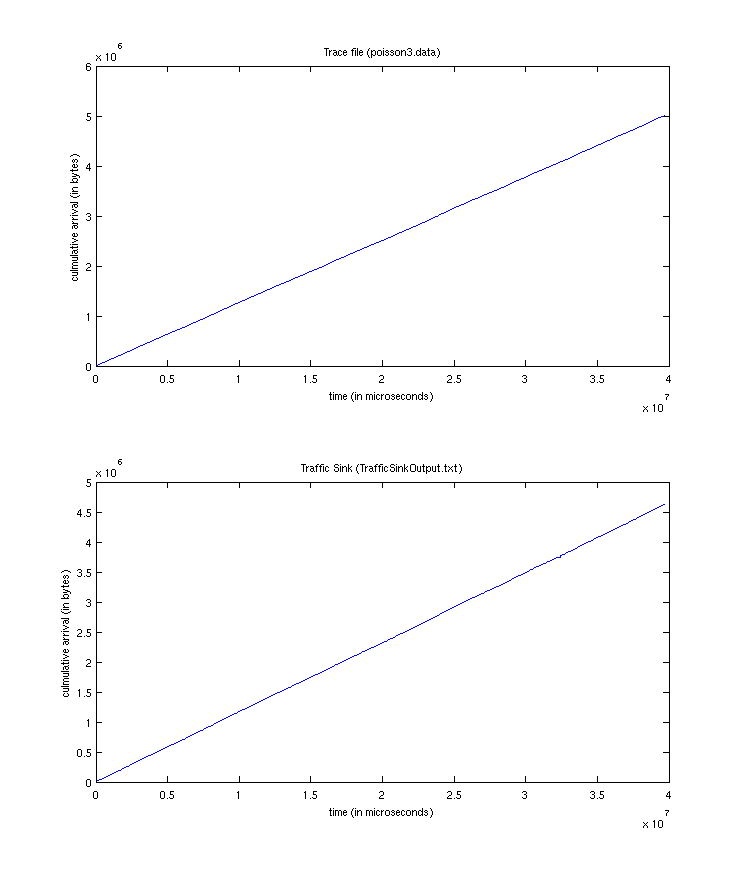 x 10 6
Trace file (poisson3.data)
6
5
4
3
2
1
0
culmulative arrival (in bytes)
0 0.5 1 1.5 2 2.5 3 3.5 4
time (in microseconds)
x 10 7
x 10 6
Traffic Sink (TrafficSinkOutput.txt)
5
4.5
4
3.5
3
2.5
2
1.5
1
0.5
0
culmulative arrival (in bytes)
0 0.5 1 1.5 2 2.5 3 3.5 4
time (in microseconds)
x 10 7